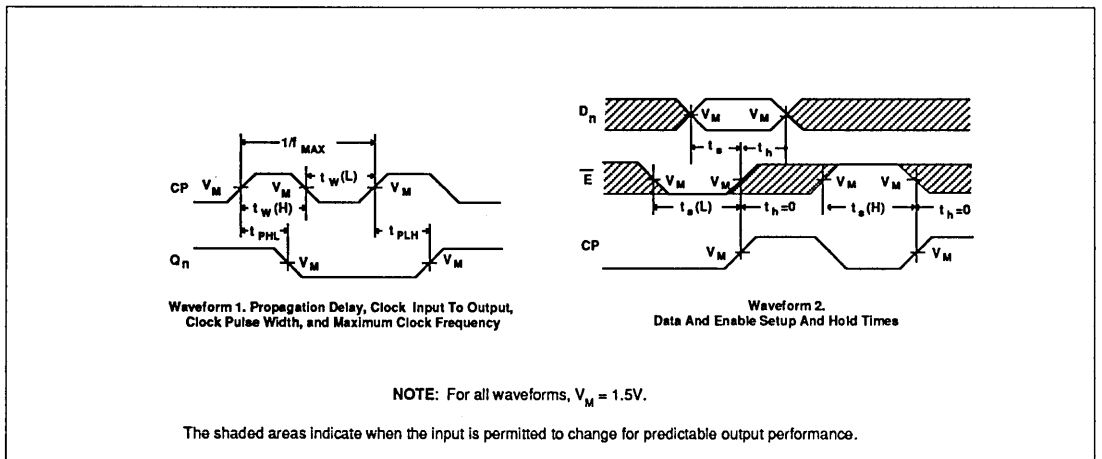 1/f MAX
CP V M V M t W (L) V M
t W (H)
t PHL t PLH
Q n V M V M
Waveform 1. Propagation Delay, Clock Input To Output,
Clock Pulse Width, and Maximum Clock Frequency
D n V M V M
t s t h
E V M V M V M V M
t s (L) t h =0 t s (H) t h =0
CP V M V M
Waveform 2.
Data And Enable Setup And Hold Times
NOTE: For all waveforms, V M = 1.5V.
The shaded areas indicate when the input is permitted to change for predictable output performance.